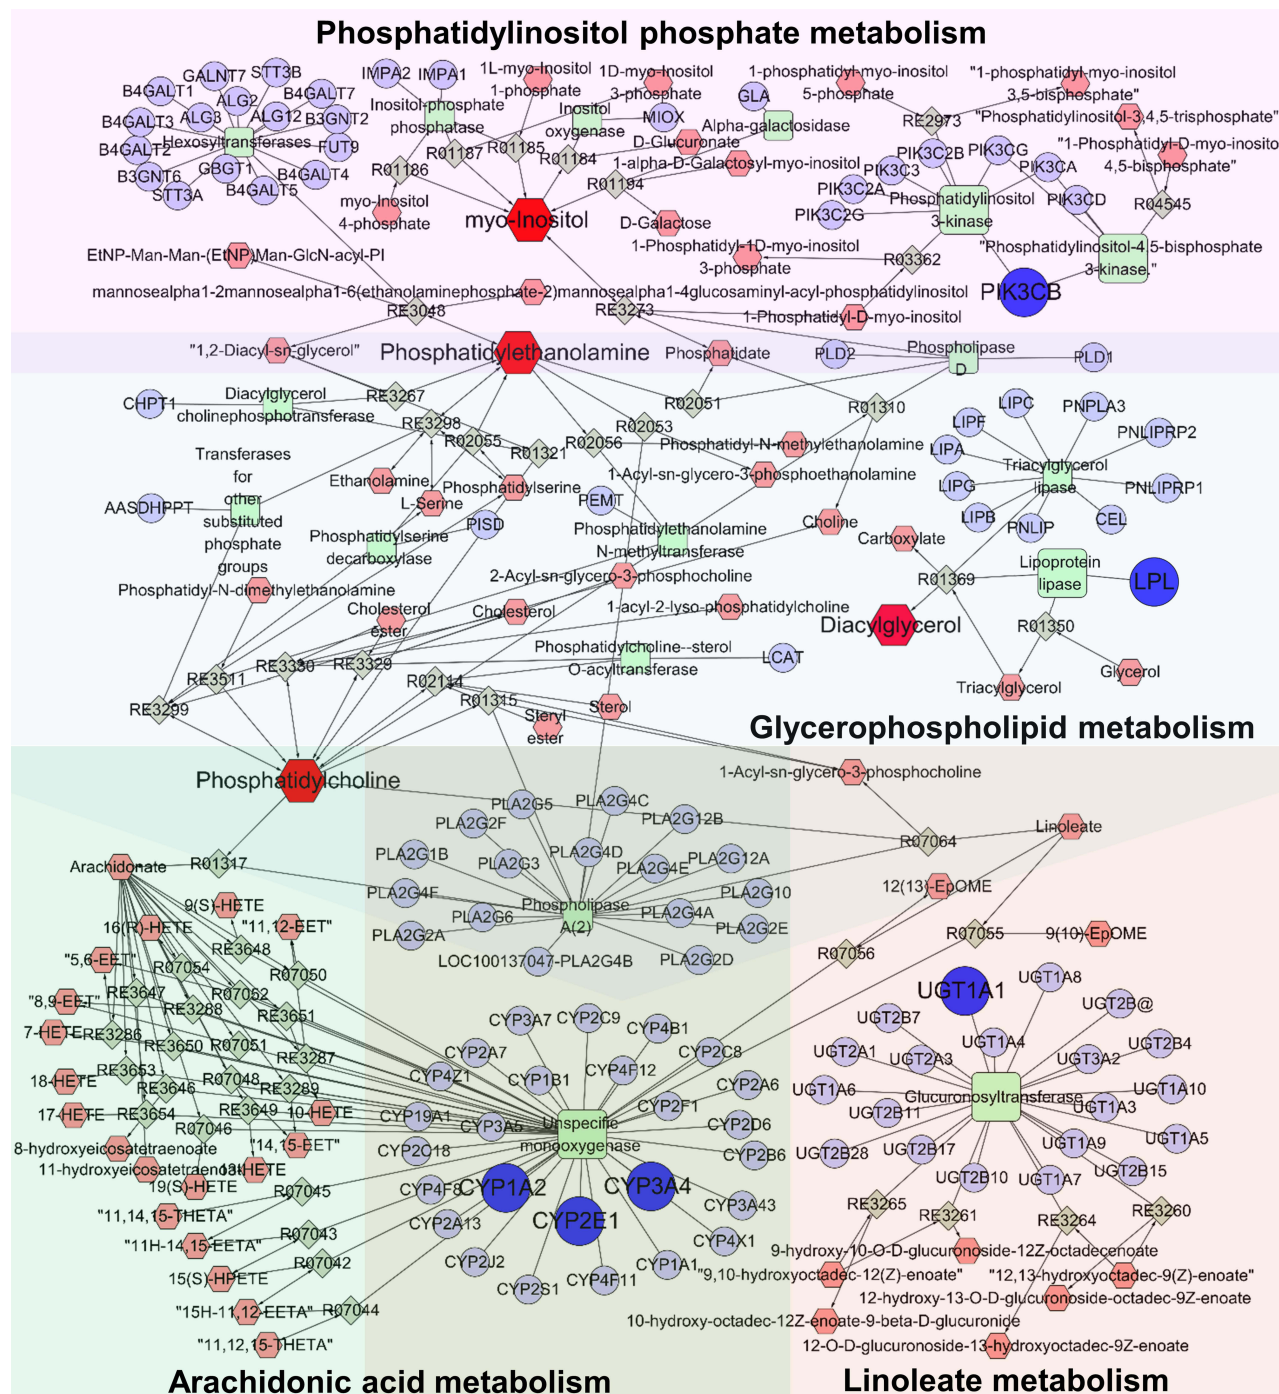 Phosphatidylinositol phosphate metabolism
GALNT7 STT3B IMPA2 IMPA1
1L-myo-Inositol
1-phosphate
1D-myo-Inositol
3-phosphate
1-phosphatidyl-myo-inositol
5-phosphate
"1-phosphatidyl-myo-inositol
3,5-bisphosphate"
B4GALT1 ALG2 B4GALT7
Inositol-phosphate
phosphatase
Inositol
oxygenase
MIOX
GLA
Alpha-galactosidase
RE2973
"Phosphatidylinositol-3,4,5-trisphosphate"
B4GALT3 ALG3 ALG12 B3GNT2
Hexosyltransferases
B4GALT2 FUT9
R01187 R01185 R01184
D-Glucuronate
1-alpha-D-Galactosyl-myo-inositol
PIK3C2B PIK3CG
"1-Phosphatidyl-D-myo-inositol
4,5-bisphosphate"
B3GNT6 GBGT1 B4GALT4
STT3A B4GALT5
R01186
R01194
PIK3C3 PIK3CA
PIK3C2A
Phosphatidylinositol
3-kinase
PIK3CD
R04545
myo-Inositol
4-phosphate
myo-Inositol
D-Galactose
PIK3C2G
EtNP-Man-Man-(EtNP)Man-GlcN-acyl-PI
1-Phosphatidyl-1D-myo-inositol
3-phosphate
R03362
"Phosphatidylinositol-4,5-bisphosphate
3-kinase."
PIK3CB
mannosealpha1-2mannosealpha1-6(ethanolaminephosphate-2)mannosealpha1-4glucosaminyl-acyl-phosphatidylinositol
RE3048
RE3273
1-Phosphatidyl-D-myo-inositol
"1,2-Diacyl-sn-glycerol"
Phosphatidylethanolamine
Phosphatidate
PLD2
Phospholipase
D
PLD1
CHPT1
Diacylglycerol
cholinephosphotransferase
RE3267
R02051
R01310
LIPC PNPLA3
RE3298
R02055
R01321
R02056
R02053
Phosphatidyl-N-methylethanolamine
LIPF
PNLIPRP2
LIPA
Transferases
for
other
substituted
phosphate
groups
Ethanolamine
L-Serine
Phosphatidylserine
1-Acyl-sn-glycero-3-phosphoethanolamine
Triacylglycerol
lipase
LIPG
PNLIPRP1
AASDHPPT
PISD
PEMT
Choline
LIPB PNLIP CEL
Phosphatidylserine
decarboxylase
Phosphatidylethanolamine
N-methyltransferase
Carboxylate
Phosphatidyl-N-dimethylethanolamine
2-Acyl-sn-glycero-3-phosphocholine
R01369
Lipoprotein
lipase
LPL
Cholesterol
ester
Cholesterol
1-acyl-2-lyso-phosphatidylcholine
Diacylglycerol
R01350
RE3511
RE3330
RE3329
Phosphatidylcholine--sterol
O-acyltransferase
LCAT
R02114
Triacylglycerol
Glycerol
RE3299
R01315
Steryl
ester
Sterol
Glycerophospholipid metabolism
Phosphatidylcholine
1-Acyl-sn-glycero-3-phosphocholine
PLA2G5 PLA2G4C
PLA2G2F PLA2G12B
Linoleate
R07064
Arachidonate
R01317
PLA2G1B PLA2G3 PLA2G4D PLA2G4E PLA2G12A
PLA2G4F PLA2G10
12(13)-EpOME
9(S)-HETE
PLA2G6
Phospholipase
A(2)
PLA2G4A
16(R)-HETE
"11,12-EET"
PLA2G2A PLA2G2E
RE3648
R07056
R07055
9(10)-EpOME
"5,6-EET"
R07054
R07050
LOC100137047-PLA2G4B
PLA2G2D
"8,9-EET"
RE3647
R07052
UGT1A1
UGT1A8
RE3288
RE3651
UGT2B@
7-HETE
RE3286
CYP3A7 CYP2C9 CYP4B1
UGT2B7
UGT1A4
RE3650
R07051
RE3287
CYP2A7 CYP2C8
UGT2A1 UGT2A3 UGT3A2 UGT2B4
18-HETE
RE3653
R07048
CYP4Z1 CYP1B1 CYP4F12 CYP2A6
UGT1A6
Glucuronosyltransferase
UGT1A10
RE3646
RE3289
17-HETE
RE3654
RE3649
10-HETE
CYP19A1 CYP3A5 CYP2F1
Unspecific
monooxygenase
CYP2D6
UGT2B11 UGT1A3
R07046
8-hydroxyeicosatetraenoate
"14,15-EET"
CYP2C18 CYP2B6
UGT2B28 UGT2B17 UGT1A9 UGT1A5
11-hydroxyeicosatetraenoate
13-HETE
19(S)-HETE
R07045
CYP4F8 CYP1A2 CYP3A4
UGT2B10 UGT1A7 UGT2B15
"11,14,15-THETA"
CYP2A13 CYP2E1 CYP3A43
RE3265
RE3261
RE3264
RE3260
R07043
"11H-14,15-EETA"
CYP4X1
9-hydroxy-10-O-D-glucuronoside-12Z-octadecenoate
R07042
15(S)-HPETE
CYP2J2 CYP2S1 CYP4F11 CYP1A1
"9,10-hydroxyoctadec-12(Z)-enoate"
"12,13-hydroxyoctadec-9(Z)-enoate"
12-hydroxy-13-O-D-glucuronoside-octadec-9Z-enoate
"15H-11,12-EETA"
R07044
10-hydroxy-octadec-12Z-enoate-9-beta-D-glucuronide
"11,12,15-THETA"
12-O-D-glucuronoside-13-hydroxyoctadec-9Z-enoate
Arachidonic acid metabolism
Linoleate metabolism